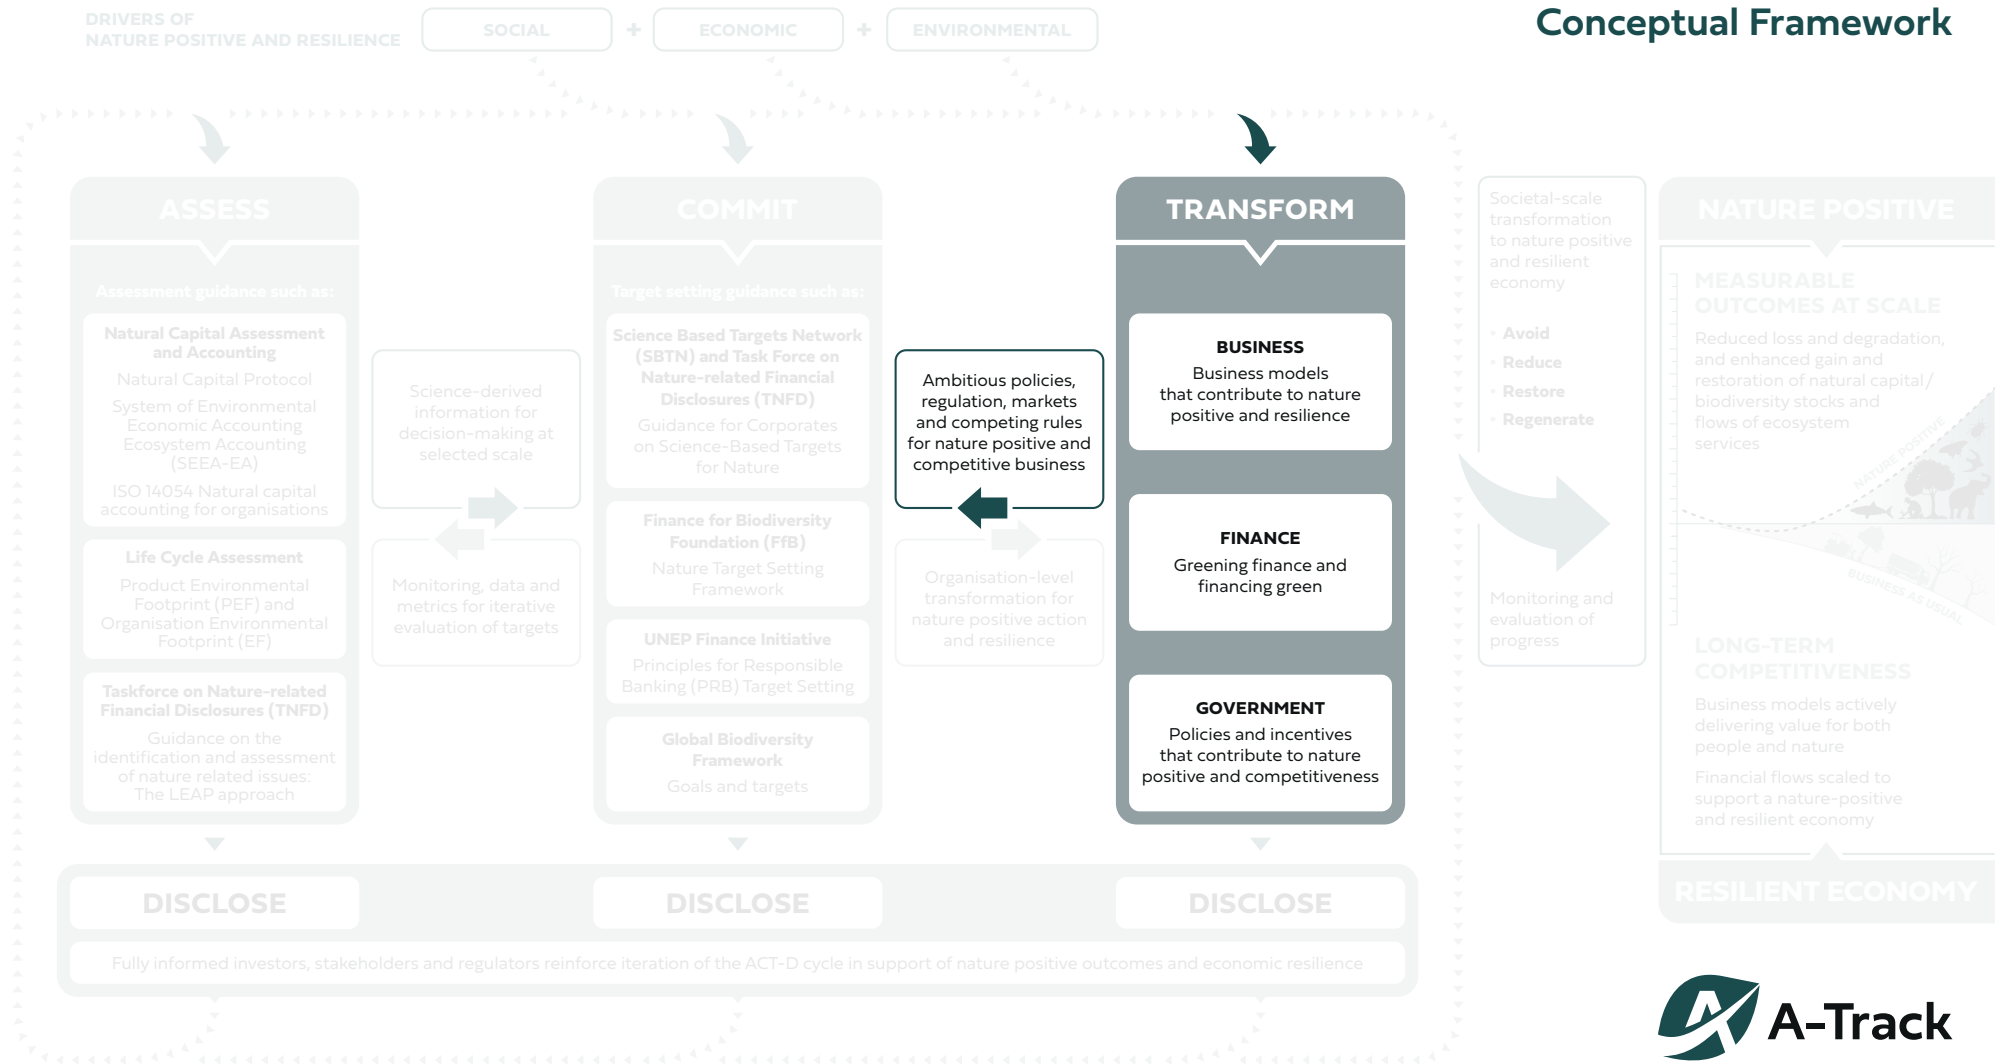 DRIVERS OF
NATURE POSITIVE AND RESILIENCE
SOCIAL
+
ECONOMIC
+
ENVIRONMENTAL
Conceptual Framework
ASSESS
Assessment guidance such as:
Natural Capital Assessment
and Accounting
Natural Capital Protocol
System of Environmental
Economic Accounting
Ecosystem Accounting
(SEEA-EA)
ISO 14054 Natural capital
accounting for organisations
Life Cycle Assessment
Product Environmental
Footprint (PEF) and
Organisation Environmental
Footprint (EF)
Taskforce on Nature-related
Financial Disclosures (TNFD)
Guidance on the
identification and assessment
of nature related issues:
The LEAP approach
Science-derived
information for
decision-making at
selected scale
Monitoring, data and
metrics for iterative
evaluation of targets
COMMIT
Target setting guidance such as:
Science Based Targets Network
(SBTN) and Task Force on
Nature-related Financial
Disclosures (TNFD)
Guidance for Corporates
on Science-Based Targets
for Nature
Finance for Biodiversity
Foundation (FfB)
Nature Target Setting
Framework
UNEP Finance Initiative
Principles for Responsible
Banking (PRB) Target Setting
Global Biodiversity
Framework
Goals and targets
Ambitious policies,
regulation, markets
and competing rules
for nature positive and
competitive business
Organisation-level
transformation for
nature positive action
and resilience
TRANSFORM
BUSINESS
Business models
that contribute to nature
positive and resilience
FINANCE
Greening finance and
financing green
GOVERNMENT
Policies and incentives
that contribute to nature
positive and competitiveness
Societal-scale
transformation
to nature positive
and resilient
economy
• Avoid
• Reduce
• Restore
• Regenerate
Monitoring and
evaluation of
progress
NATURE POSITIVE
MEASURABLE
OUTCOMES AT SCALE
Reduced loss and degradation,
and enhanced gain and
restoration of natural capital/
biodiversity stocks and
flows of ecosystem
services
NATURE POSITIVE
BUSINESS AS USUAL
LONG-TERM
COMPETITIVENESS
Business models actively
delivering value for both
people and nature
Financial flows scaled to
support a nature-positive
and resilient economy
RESILIENT ECONOMY
DISCLOSE
DISCLOSE
DISCLOSE
Fully informed investors, stakeholders and regulators reinforce iteration of the ACT-D cycle in support of nature positive outcomes and economic resilience
A-Track